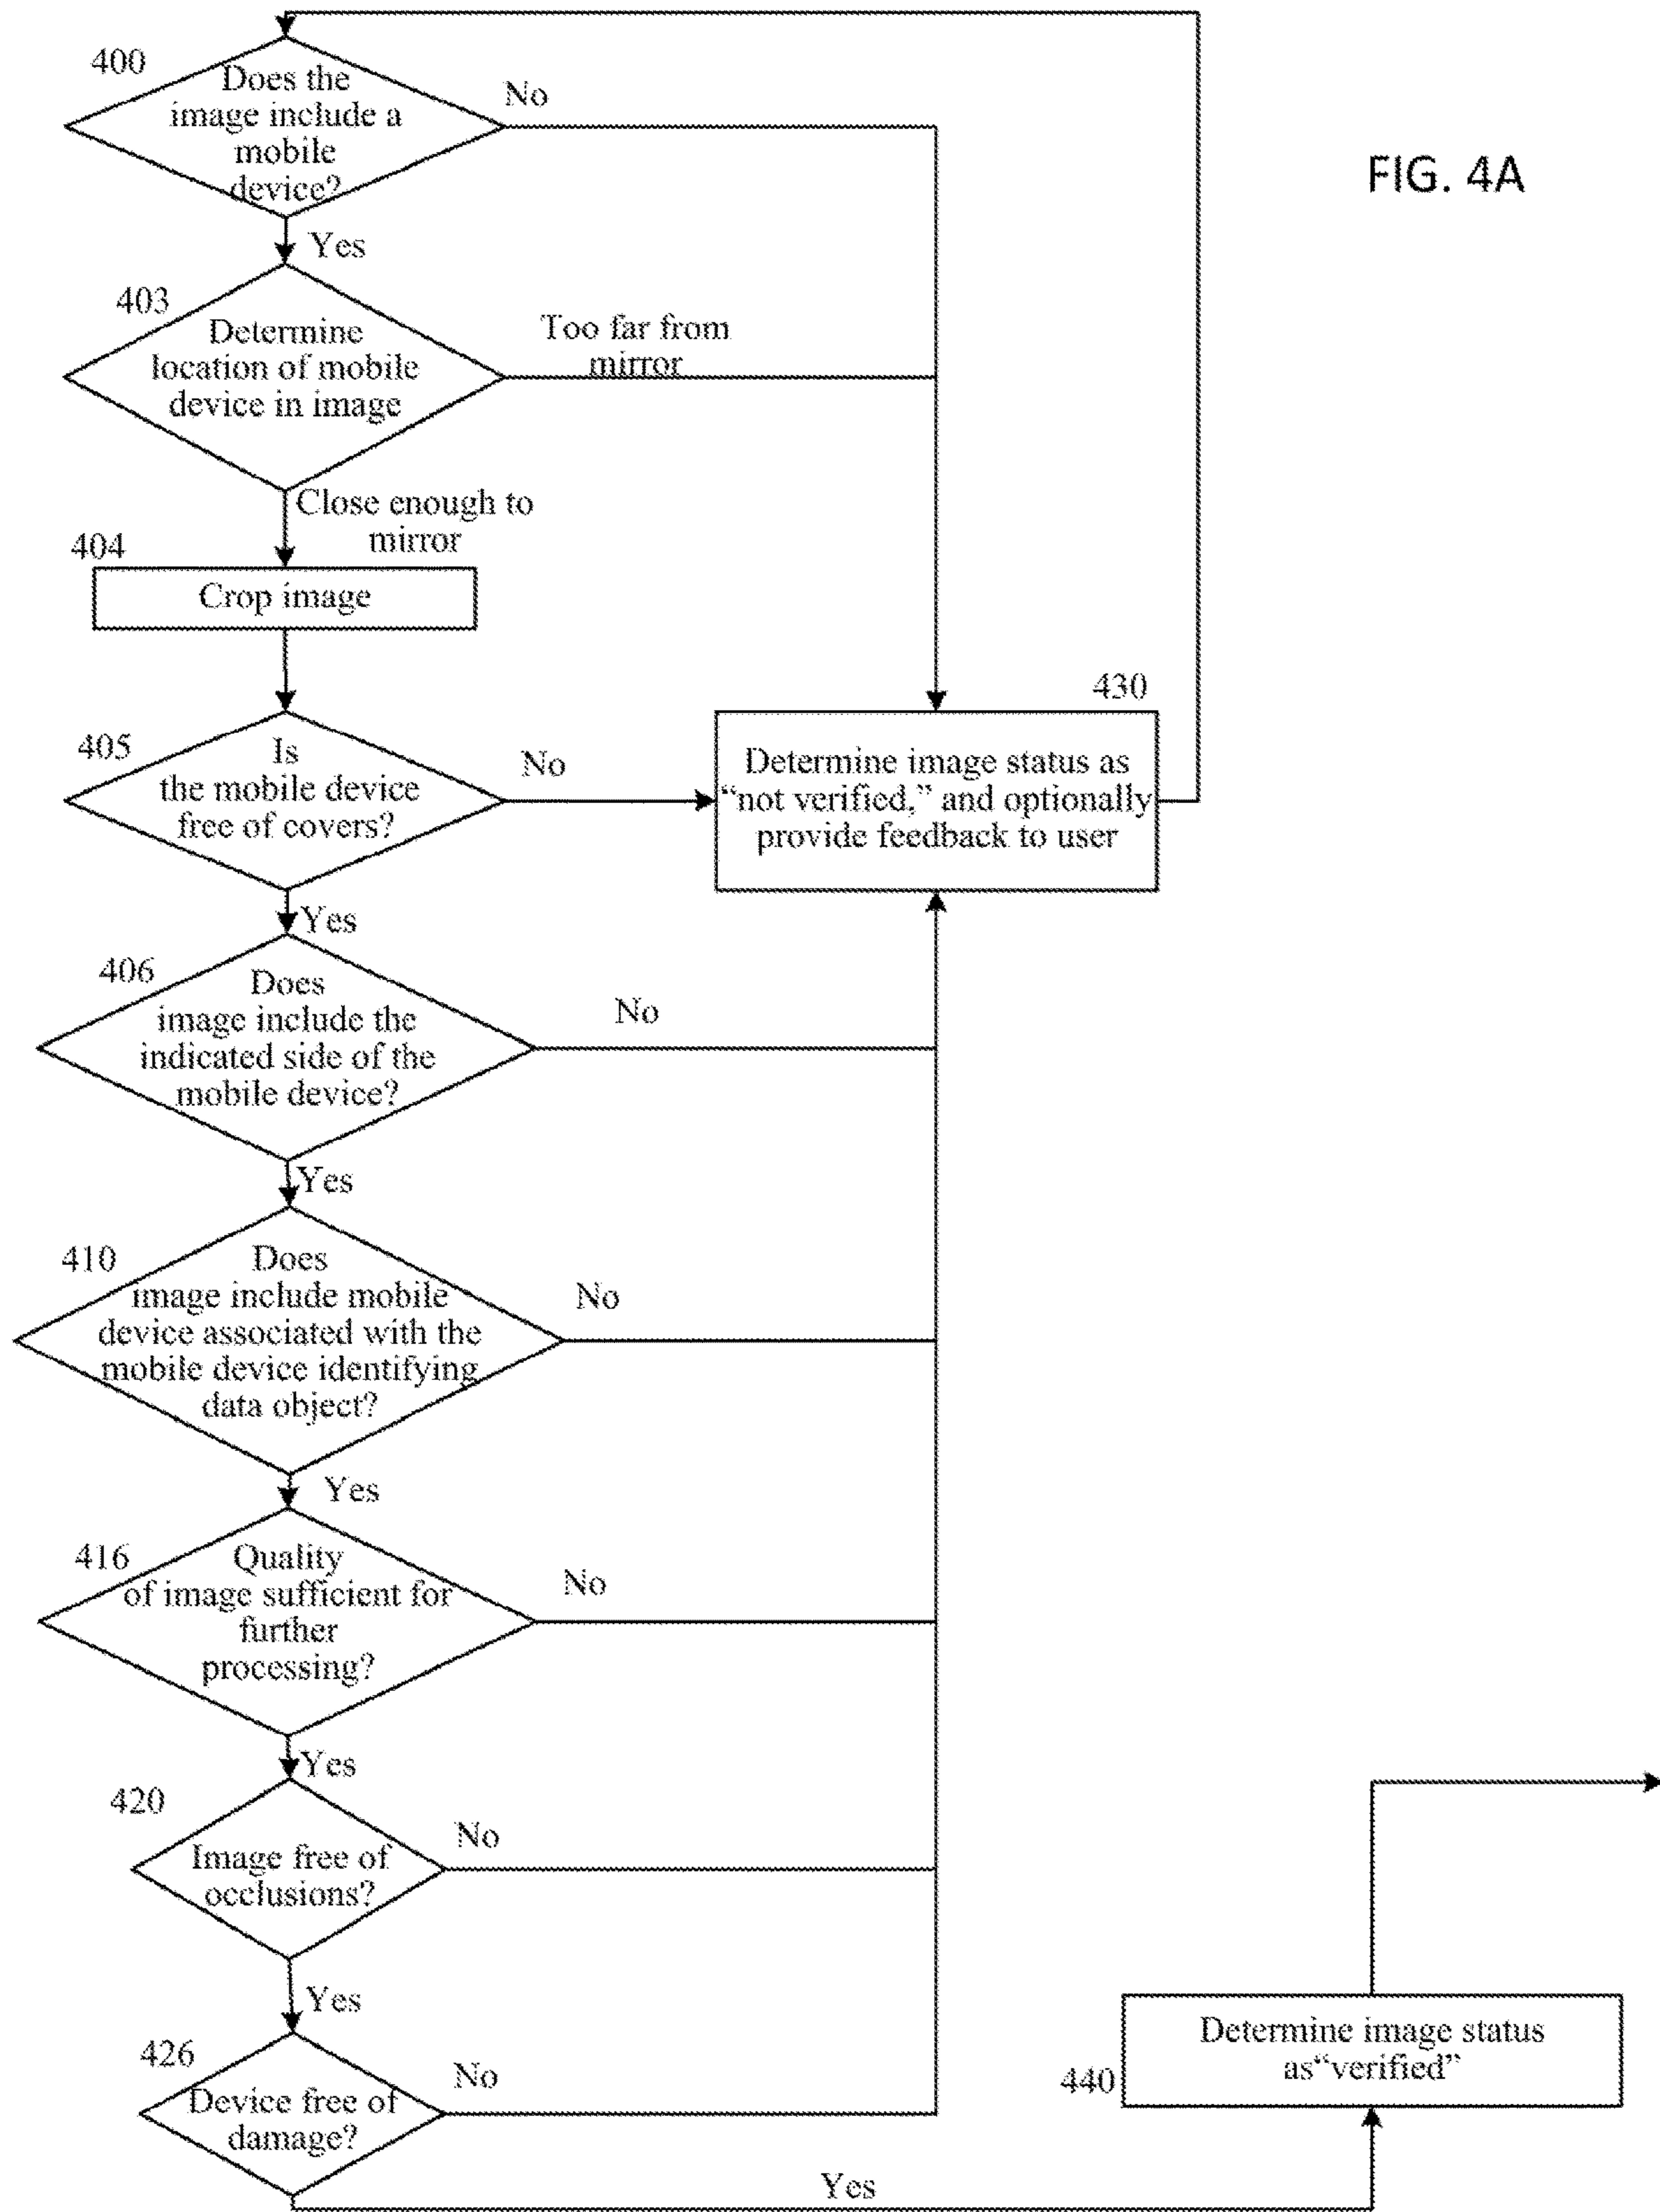 FIG. 4A
400
Does the
image include a
mobile
device?
No
Yes
403
Determine
location of mobile
device in image
Too far from
mirror
Close enough to
mirror
404
Crop image
405
Is
the mobile device
free of covers?
No
430
Determine image status as
“not verified,” and optionally
provide feedback to user
Yes
406
Does
image include the
indicated side of the
mobile device?
No
Yes
410
Does
image include mobile
device associated with the
mobile device identifying
data object?
No
Yes
416
Quality
of image sufficient for
further
processing?
No
Yes
420
Image free of
occlusions?
No
Yes
426
Device free of
damage?
No
Yes
440
Determine image status
as“verified”